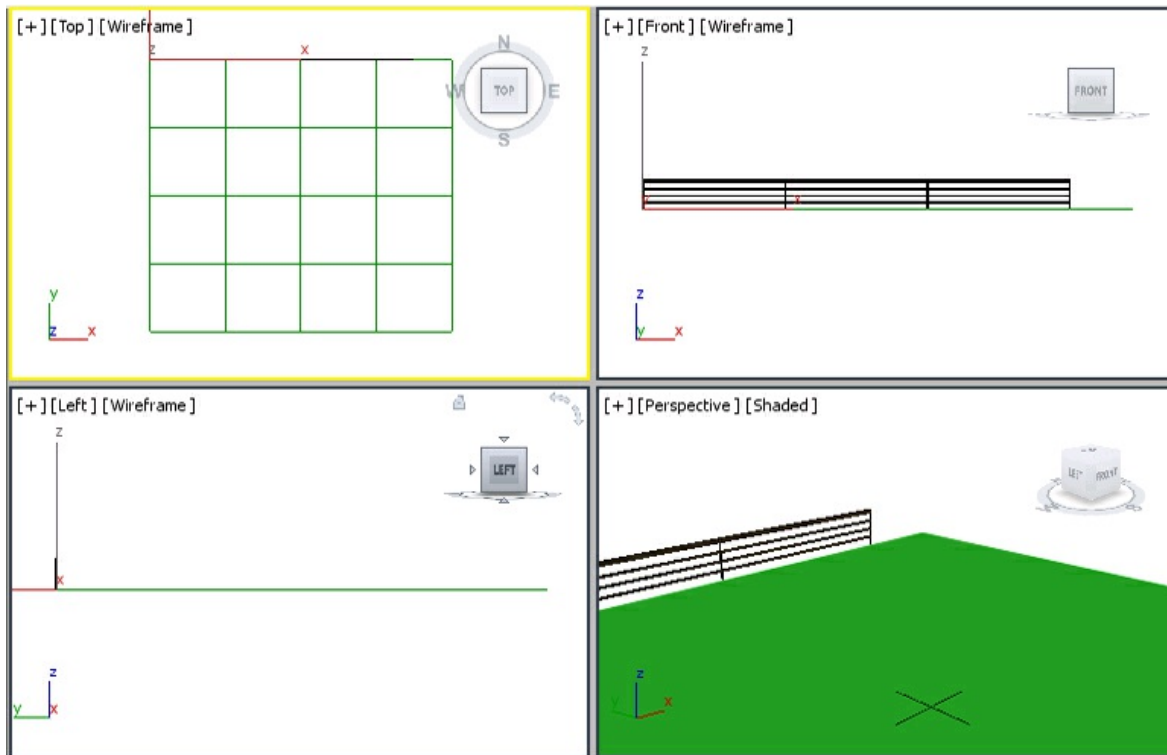 [+] [Top] [Wireframe]
z
x
N
W
TOP
E
S
y
z
x
[+] [Front] [Wireframe]
z
FRONT
x
z
y
x
[+] [Left] [Wireframe]
z
LEFT
x
z
y
x
[+] [Perspective] [Shaded]
LEFT
FRONT
z
y
x